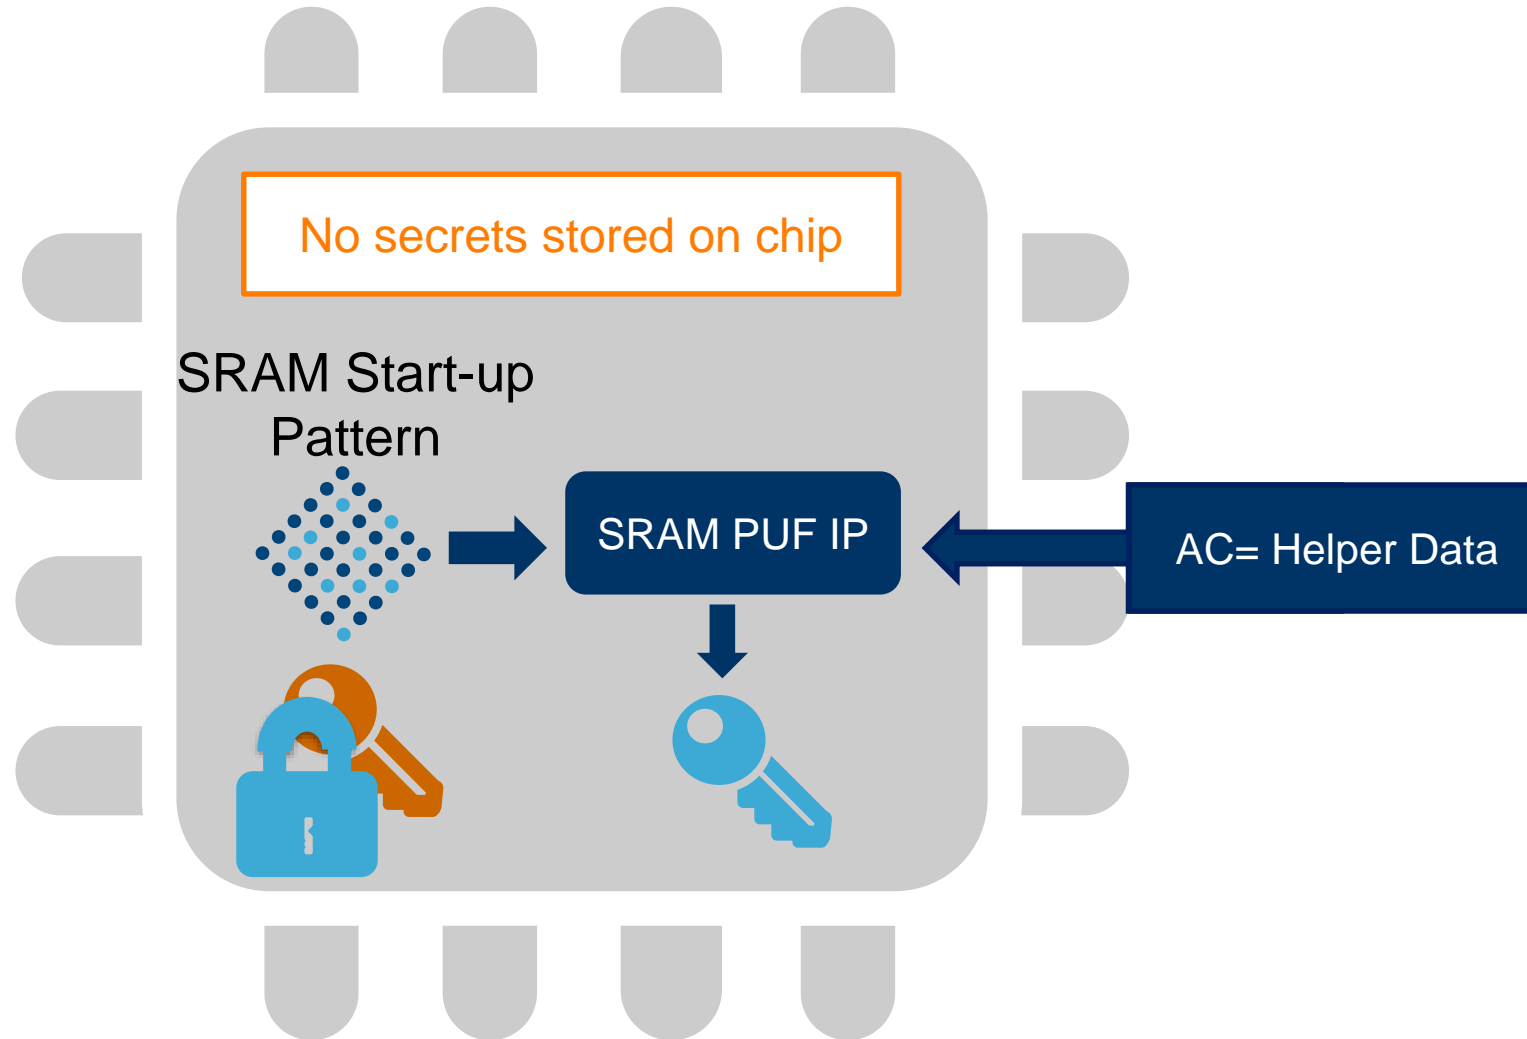 No secrets stored on chip
SRAM Start-up
Pattern
SRAM PUF IP
AC= Helper Data